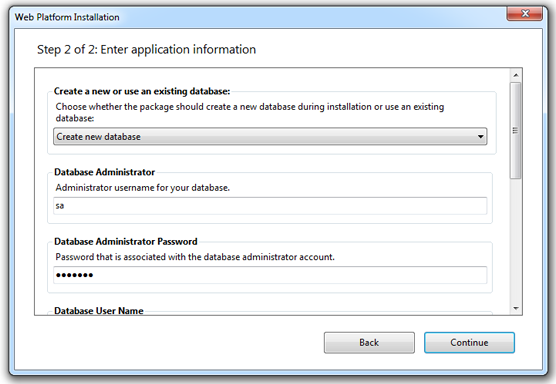 Web Platform Installation
Step 2 of 2: Enter application information
Create a new or use an existing database:
Choose whether the package should create a new database during installation or use an existing
database:
Create new database
Database Administrator
Administrator username for your database.
sa
Database Administrator Password
Password that is associated with the database administrator account.
●●●●●●●
Database User Name
Back
Continue